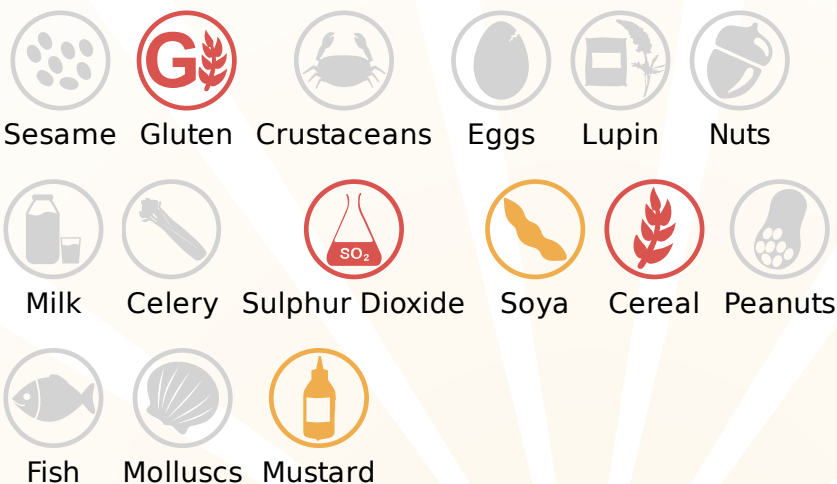 G
Sesame Gluten Crustaceans Eggs Lupin Nuts
SO₂
Milk Celery Sulphur Dioxide Soya Cereal Peanuts
Fish Molluscs Mustard